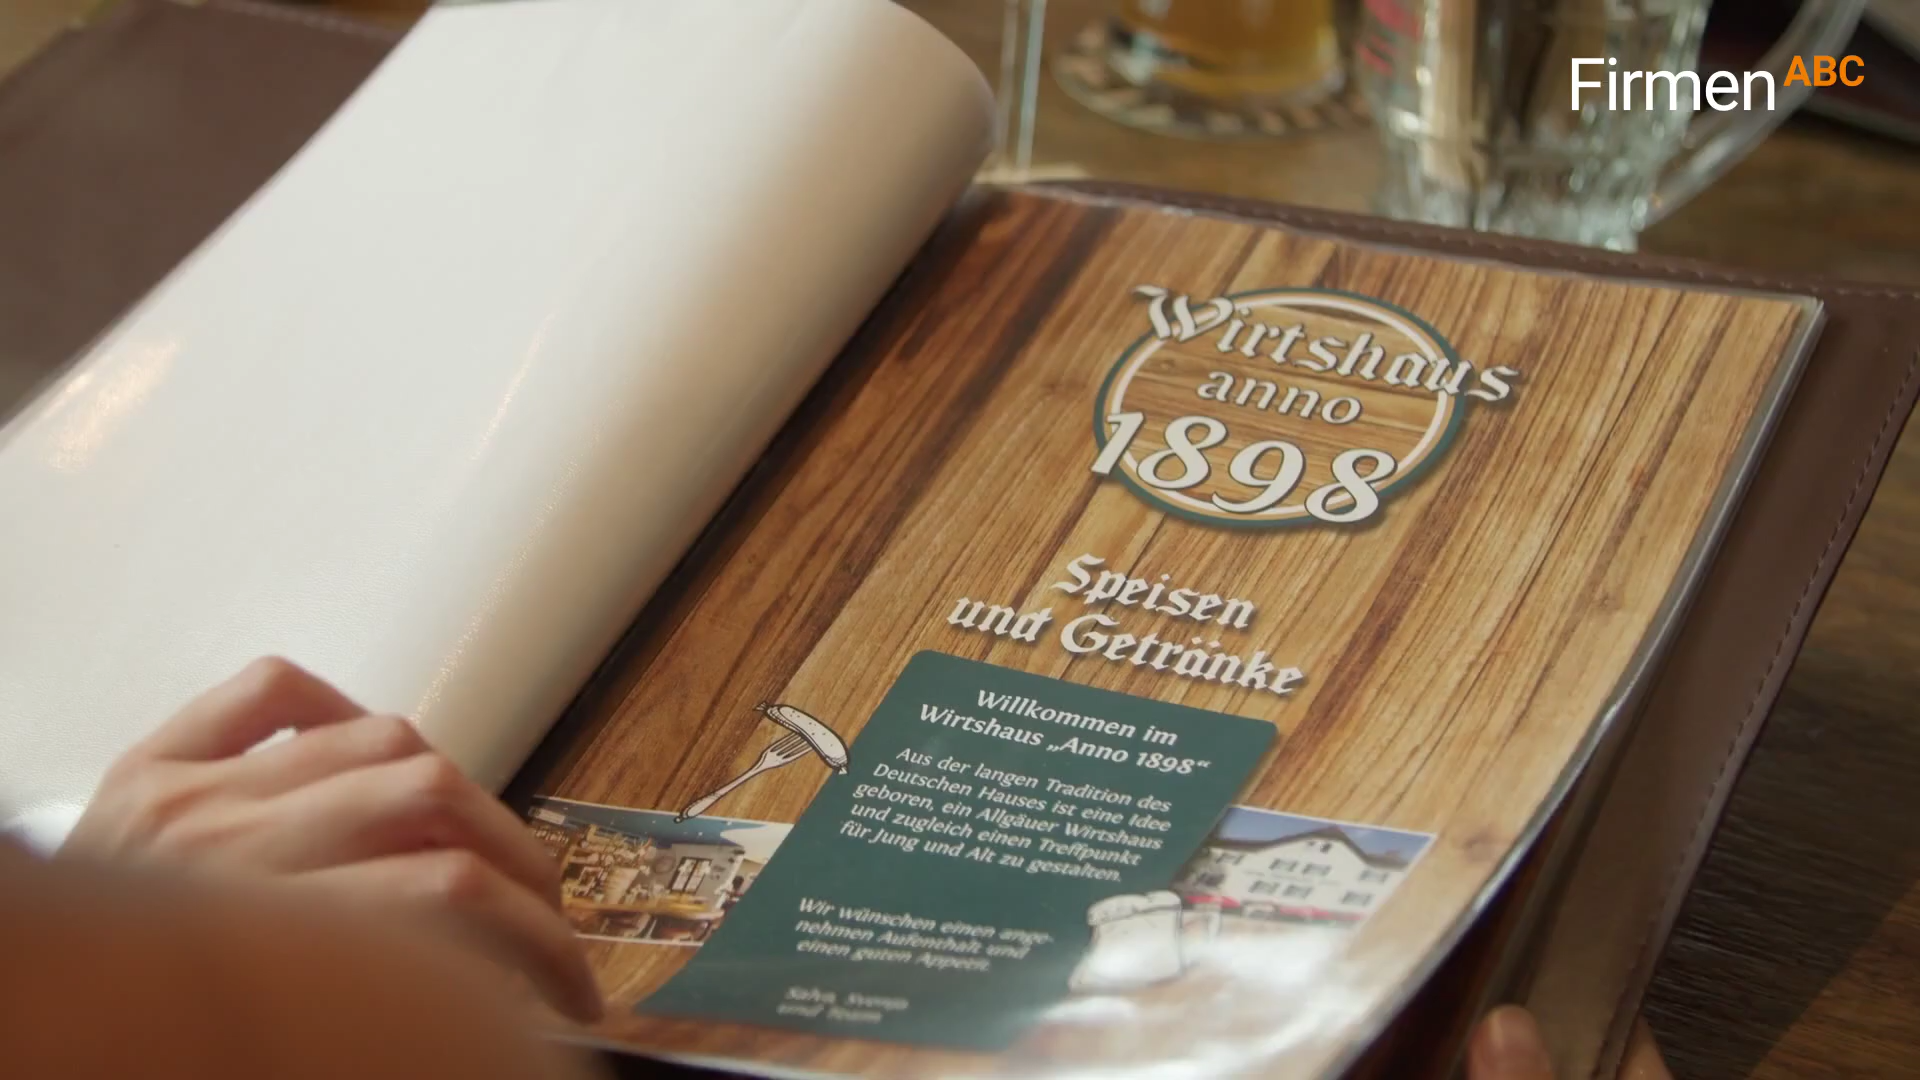 Firmen ABC
Wirtshaus
anno
1898
Speisen
und Getränke
Willkommen im
Wirtshaus „Anno 1898“
Aus der langen Tradition des
Deutschen Hauses ist eine Idee
geboren, ein Allgäuer Wirtshaus
und zugleich einen Treffpunkt
für Jung und Alt zu gestalten.
Wir wünschen einen ange-
nehmen Aufenthalt und
einen guten Appetit.
und Team